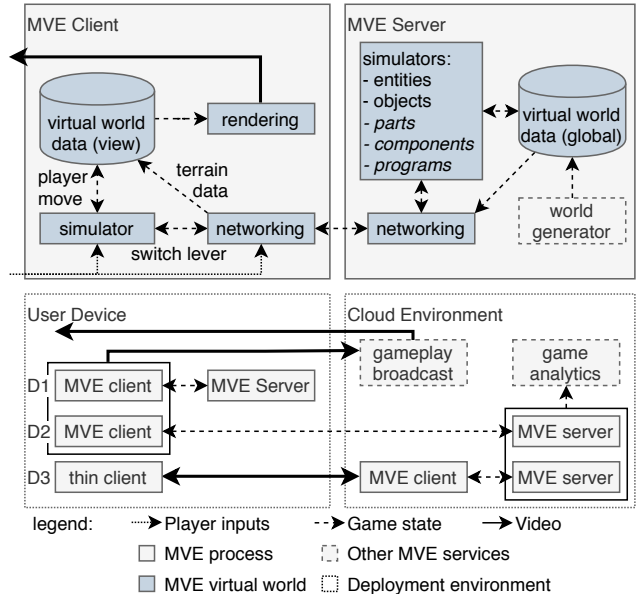 MVE Client
MVE Server
simulators:
- entities
- objects
- parts
- components
- programs
virtual world
data (view)
rendering
virtual world
data (global)
player
move
terrain
data
simulator
networking
networking
world
generator
switch lever
User Device
Cloud Environment
gameplay
broadcast
game
analytics
D1
MVE client
MVE Server
D2
MVE client
MVE server
D3
thin client
MVE client
MVE server
legend:
Player inputs
Game state
Video
MVE process
Other MVE services
MVE virtual world
Deployment environment